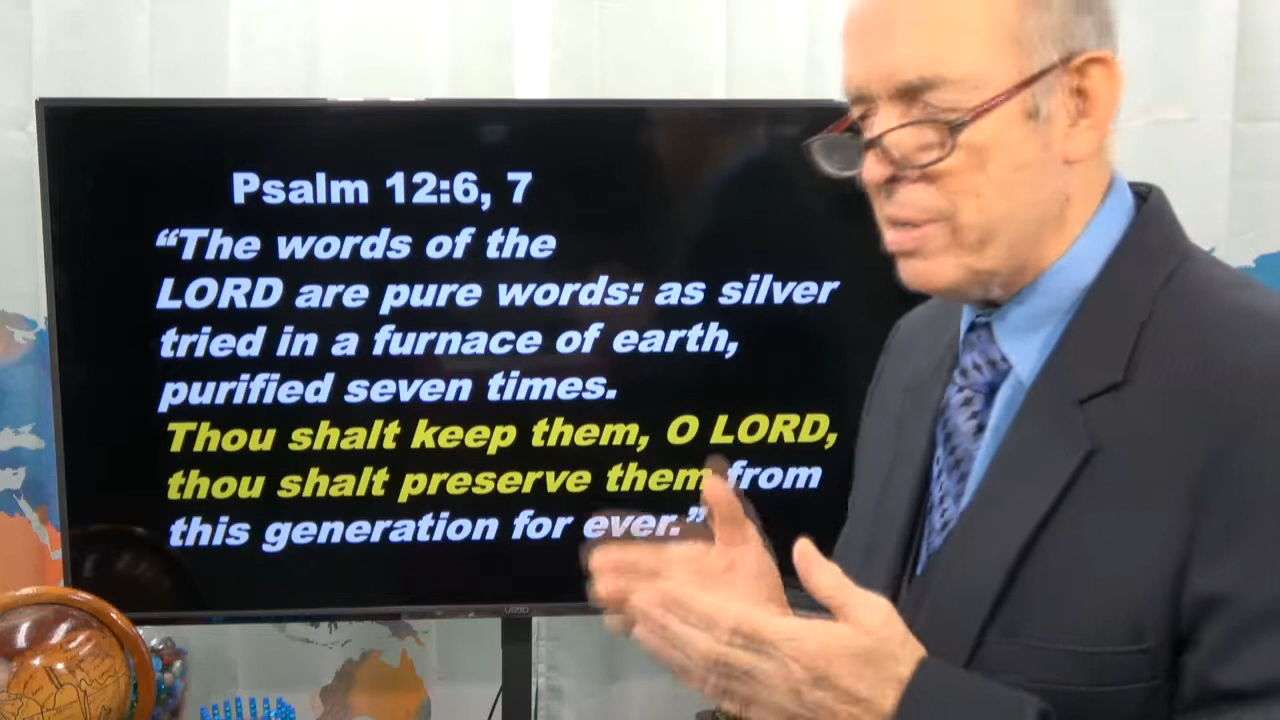 Psalm 12:6, 7
“The words of the
LORD are pure words: as silver
tried in a furnace of earth,
purified seven times.
Thou shalt keep them, O LORD,
thou shalt preserve them from
this generation for ever.”
VIZIO